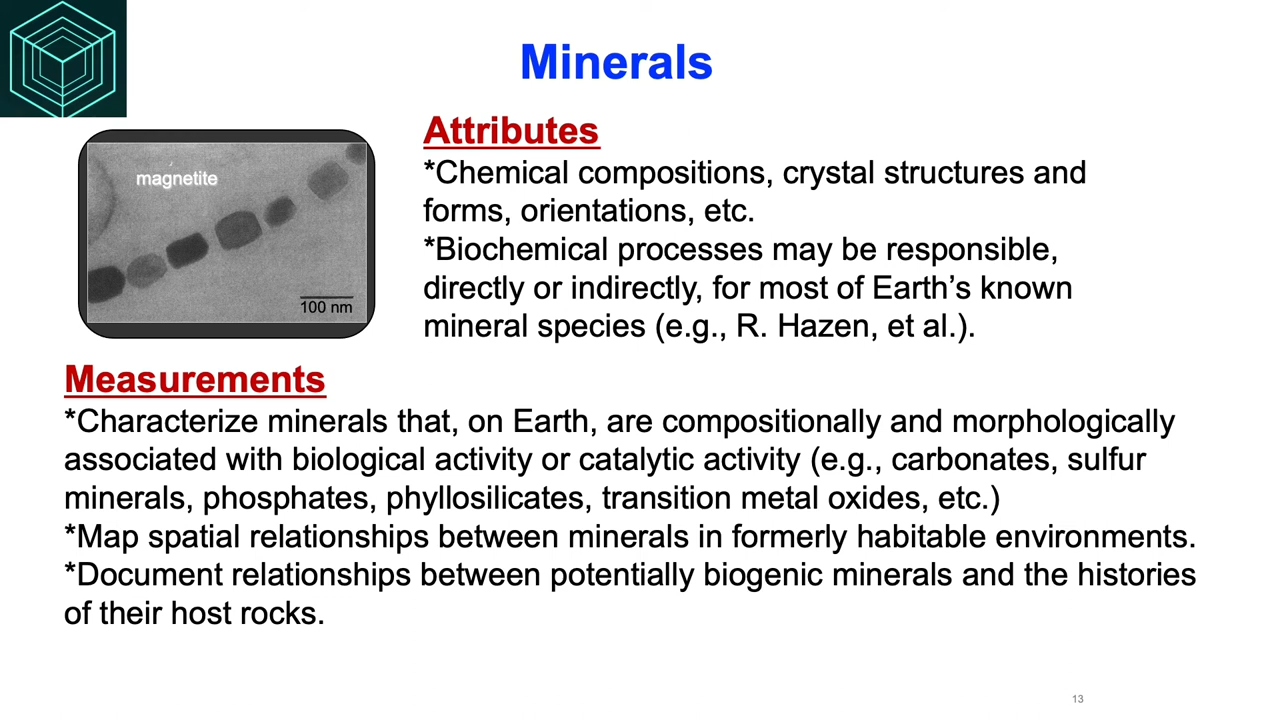 Minerals
magnetite
100 nm
Attributes
*Chemical compositions, crystal structures and
forms, orientations, etc.
*Biochemical processes may be responsible,
directly or indirectly, for most of Earth’s known
mineral species (e.g., R. Hazen, et al.).
Measurements
*Characterize minerals that, on Earth, are compositionally and morphologically
associated with biological activity or catalytic activity (e.g., carbonates, sulfur
minerals, phosphates, phyllosilicates, transition metal oxides, etc.)
*Map spatial relationships between minerals in formerly habitable environments.
*Document relationships between potentially biogenic minerals and the histories
of their host rocks.
13